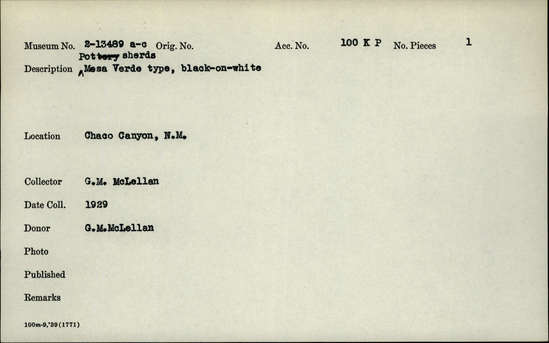 Museum No. 2-13489 a-c Orig. No. Acc. No. 100 K P No. Pieces 1
Pottery sherds
Description Mesa Verde type, black-on-white
Location Chaco Canyon, N.M.
Collector G.M. McLellan
Date Coll. 1929
Donor G.M.McLellan
Photo
Published
Remarks
100m-9,'39(1771)